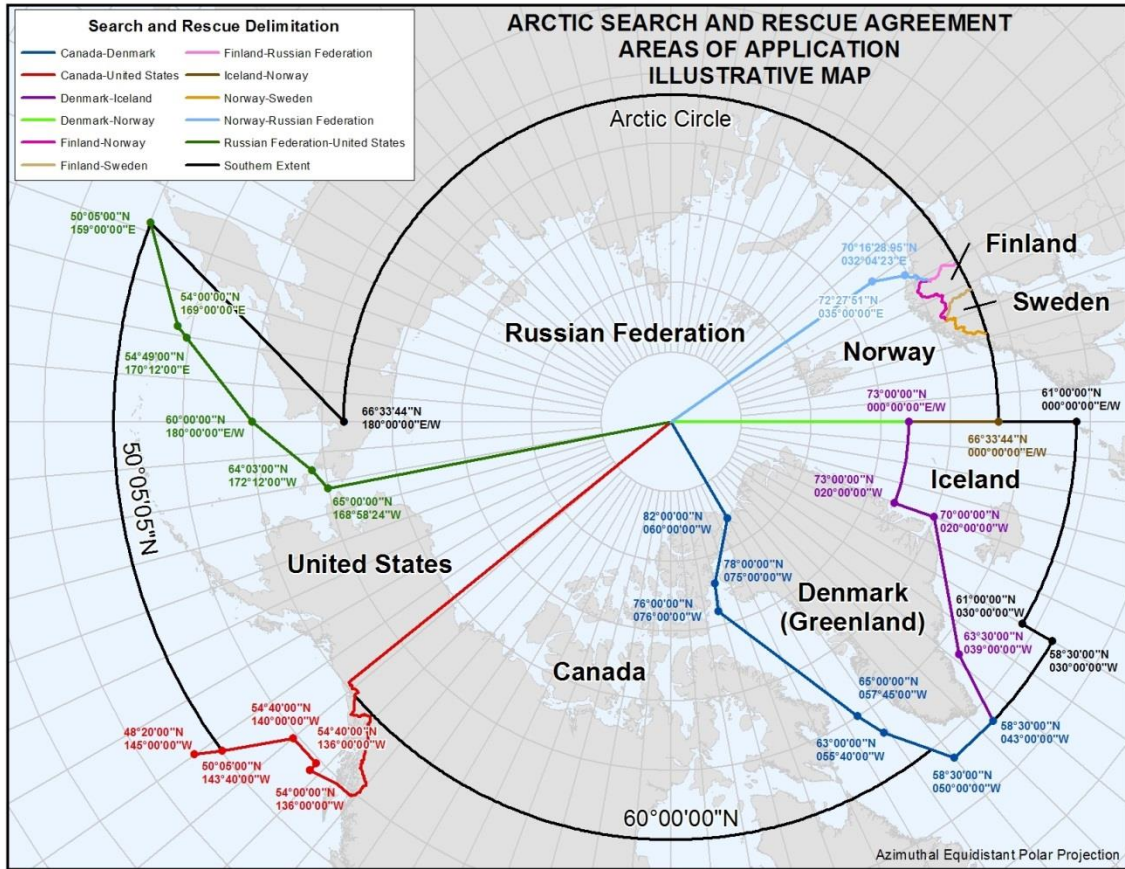 ARCTIC SEARCH AND RESCUE AGREEMENT
AREAS OF APPLICATION
ILLUSTRATIVE MAP
Search and Rescue Delimitation
Canada-Denmark
Canada-United States
Denmark-Iceland
Denmark-Norway
Finland-Norway
Finland-Sweden
Finland-Russian Federation
Iceland-Norway
Norway-Sweden
Norway-Russian Federation
Russian Federation-United States
Southern Extent
Arctic Circle
50°05'00"N
159°00'00"E
54°00'00"N
169°00'00"E
54°49'00"N
170°12'00"E
60°00'00"N
180°00'00"E/W
64°03'00"N
172°12'00"W
65°00'00"N
168°58'24"W
66°33'44"N
180°00'00"E/W
50°05'05"N
70°16'28.95"N
032°04'23"E
72°27'51"N
035°00'00"E
Finland
Sweden
Norway
Russian Federation
73°00'00"N
000°00'00"E/W
61°00'00"N
000°00'00"E/W
66°33'44"N
000°00'00"E/W
Iceland
73°00'00"N
020°00'00"W
70°00'00"N
020°00'00"W
82°00'00"N
060°00'00"W
78°00'00"N
075°00'00"W
76°00'00"N
076°00'00"W
United States
Denmark
(Greenland)
Canada
61°00'00"N
030°00'00"W
58°30'00"N
030°00'00"W
63°30'00"N
039°00'00"W
65°00'00"N
057°45'00"W
63°00'00"N
055°40'00"W
58°30'00"N
043°00'00"W
58°30'00"N
050°00'00"W
54°40'00"N
140°00'00"W
54°40'00"N
136°00'00"W
48°20'00"N
145°00'00"W
50°05'00"N
143°40'00"W
54°00'00"N
136°00'00"W
60°00'00"N
Azimuthal Equidistant Polar Projection